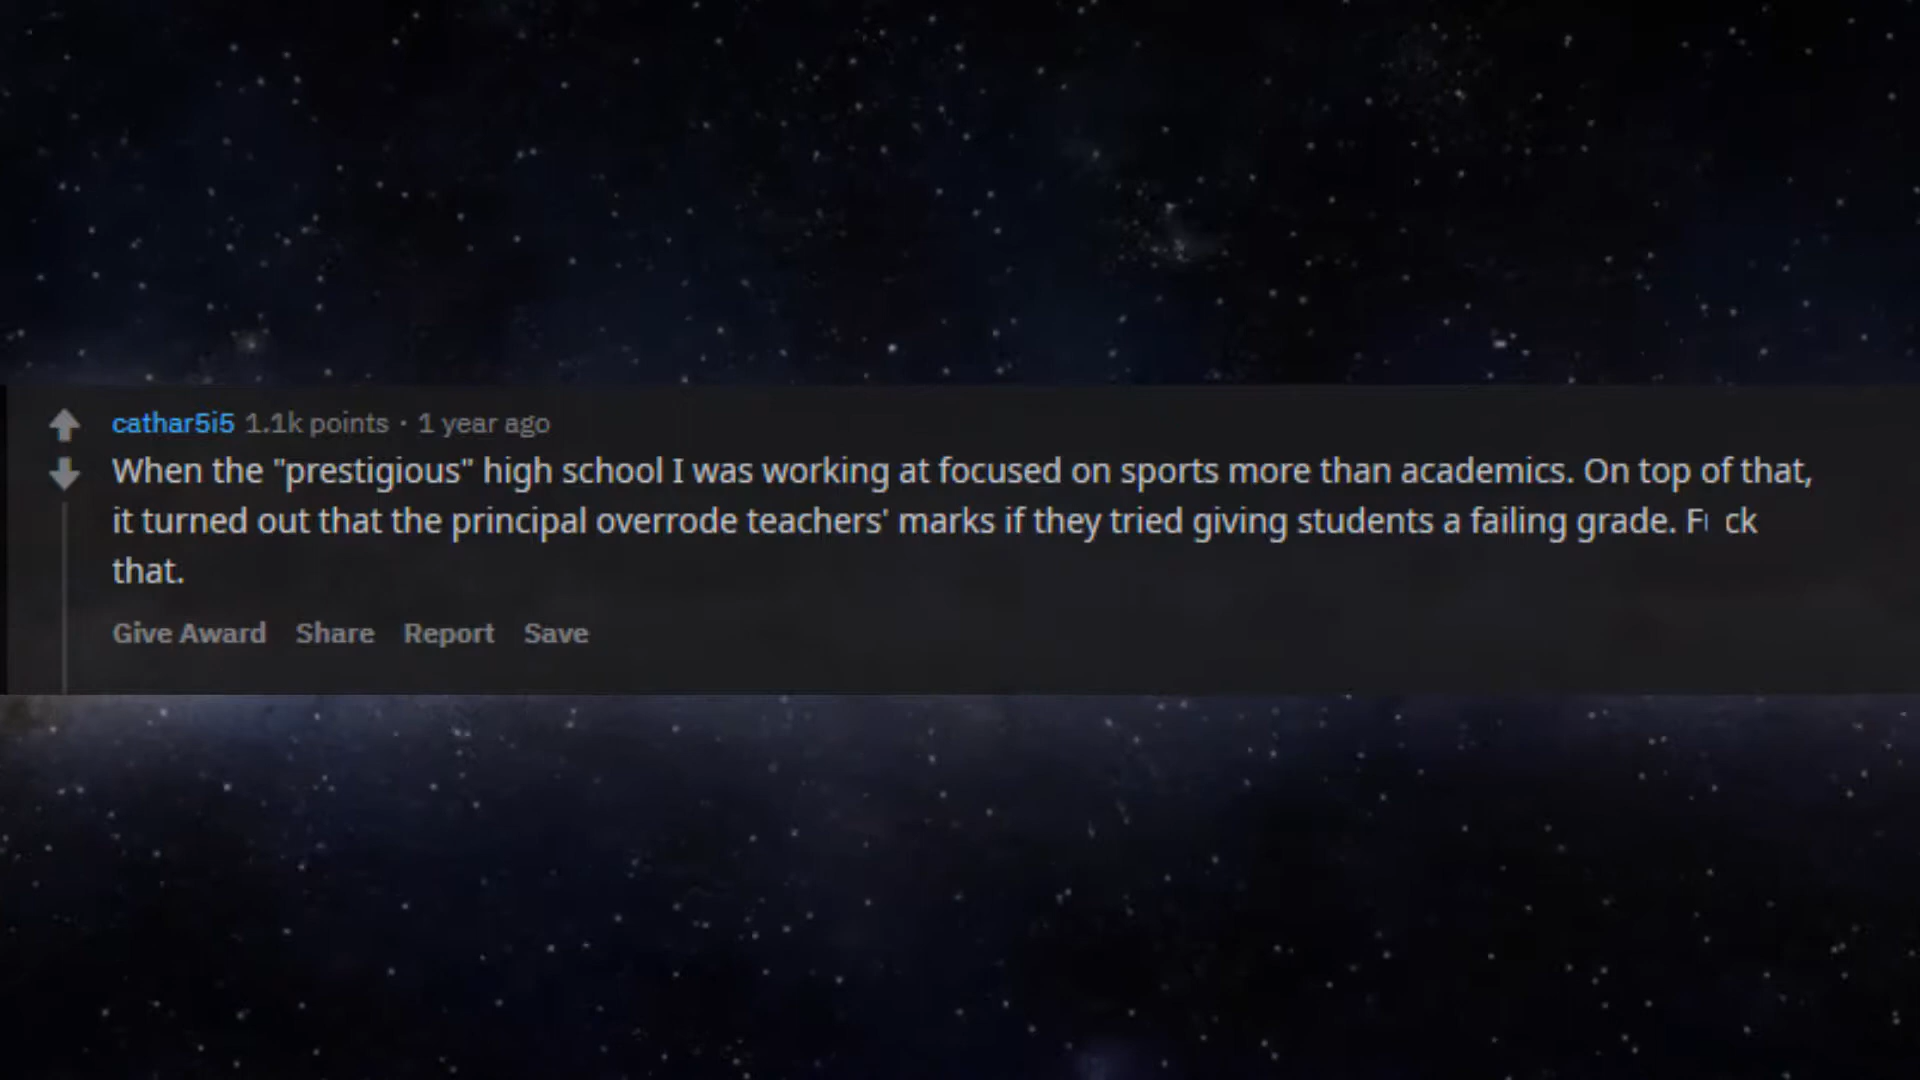 cathar5i5 1.1k points · 1 year ago
When the "prestigious" high school I was working at focused on sports more than academics. On top of that,
it turned out that the principal overrode teachers' marks if they tried giving students a failing grade. F ck
that.
Give Award Share Report Save